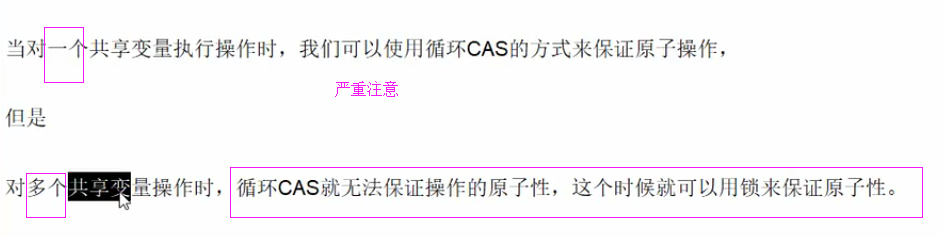 当对一个共享变量执行操作时，我们可以使用循环CAS的方式来保证原子操作，
严重注意
但是
对多个共享变量操作时，循环CAS就无法保证操作的原子性，这个时候就可以用锁来保证原子性。